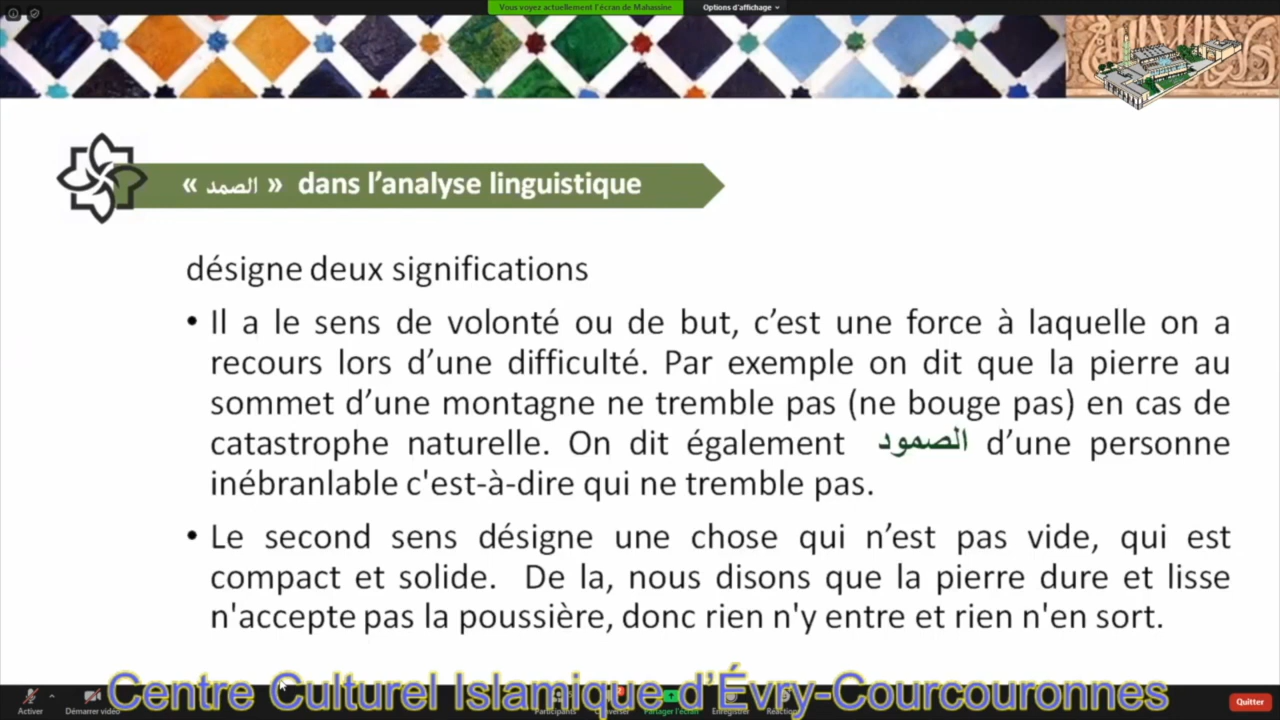 Vous voyez actuellement l'écran de Mahassine
Options d'affichage
« الصمد » dans l’analyse linguistique
désigne deux significations
• Il a le sens de volonté ou de but, c’est une force à laquelle on a
recours lors d’une difficulté. Par exemple on dit que la pierre au
sommet d’une montagne ne tremble pas (ne bouge pas) en cas de
catastrophe naturelle. On dit également الصمود d’une personne
inébranlable c'est-à-dire qui ne tremble pas.
• Le second sens désigne une chose qui n’est pas vide, qui est
compact et solide. De la, nous disons que la pierre dure et lisse
n'accepte pas la poussière, donc rien n'y entre et rien n'en sort.
Centre Culturel Islamique d’Évry-Courcouronnes
Activer
Démarrer vidéo
Participants
Converser
Partager l'écran
Enregistrer
Réactions
Quitter